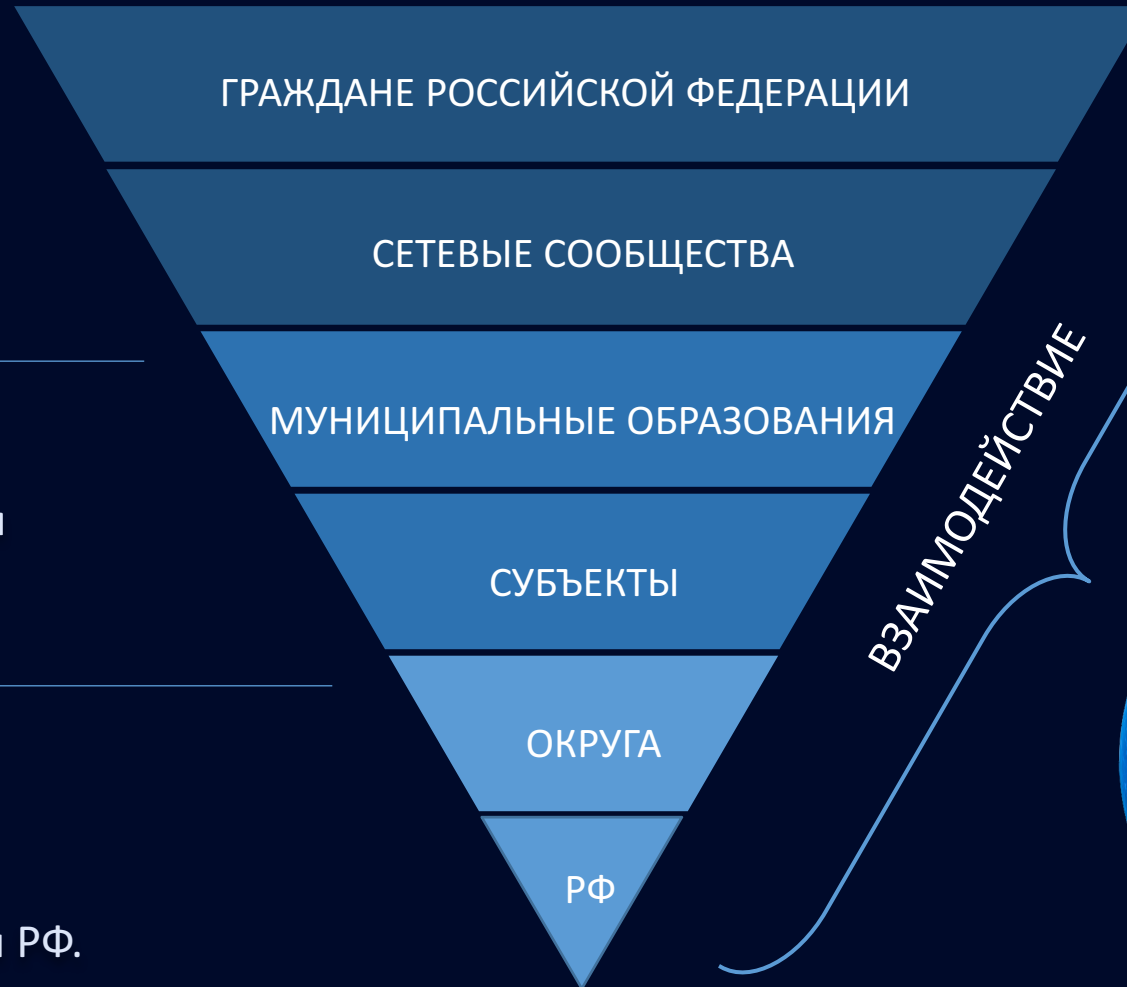 ГРАЖДАНЕ РОССИЙСКОЙ ФЕДЕРАЦИИ
СЕТЕВЫЕ СООБЩЕСТВА
МУНИЦИПАЛЬНЫЕ ОБРАЗОВАНИЯ
СУБЪЕКТЫ
ОКРУГА
РФ
РФ.
ВЗАИМОДЕЙСТВИЕ